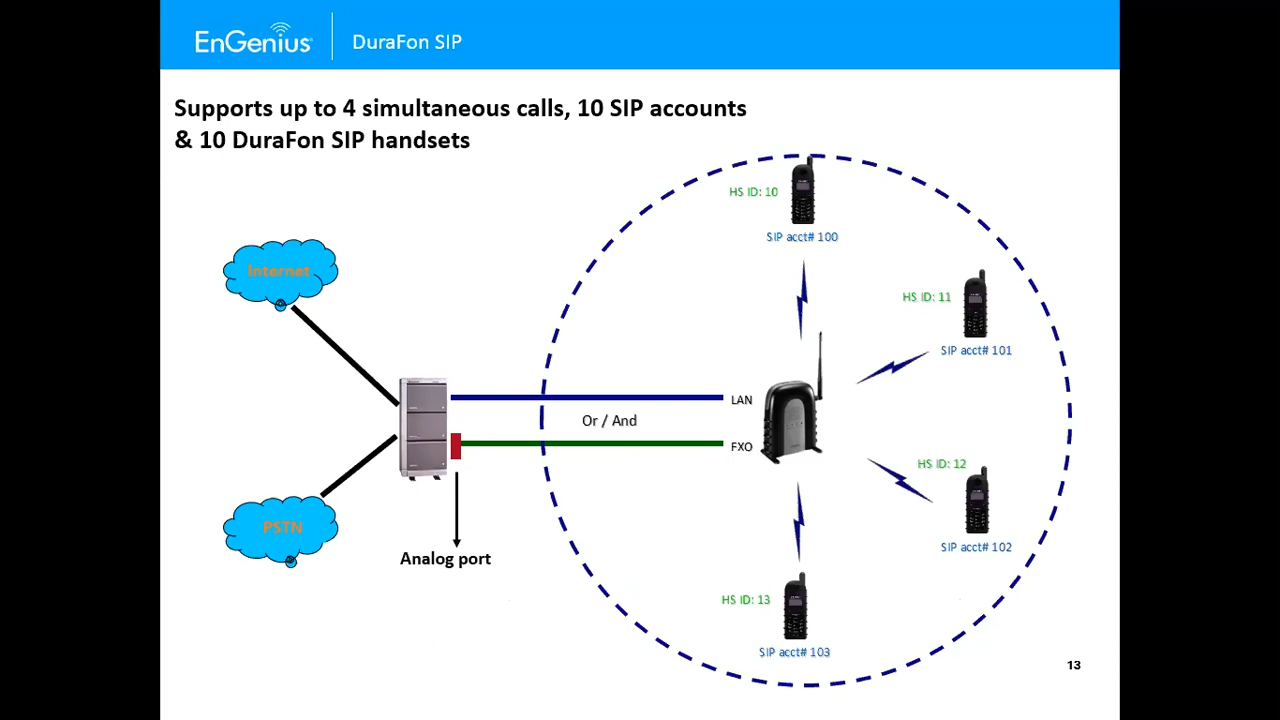 EnGenius
DuraFon SIP
Supports up to 4 simultaneous calls, 10 SIP accounts
& 10 DuraFon SIP handsets
HS ID: 10
SIP acct# 100
Internet
HS ID: 11
SIP acct# 101
LAN
Or / And
FXO
HS ID: 12
SIP acct# 102
PSTN
Analog port
HS ID: 13
SIP acct# 103
13